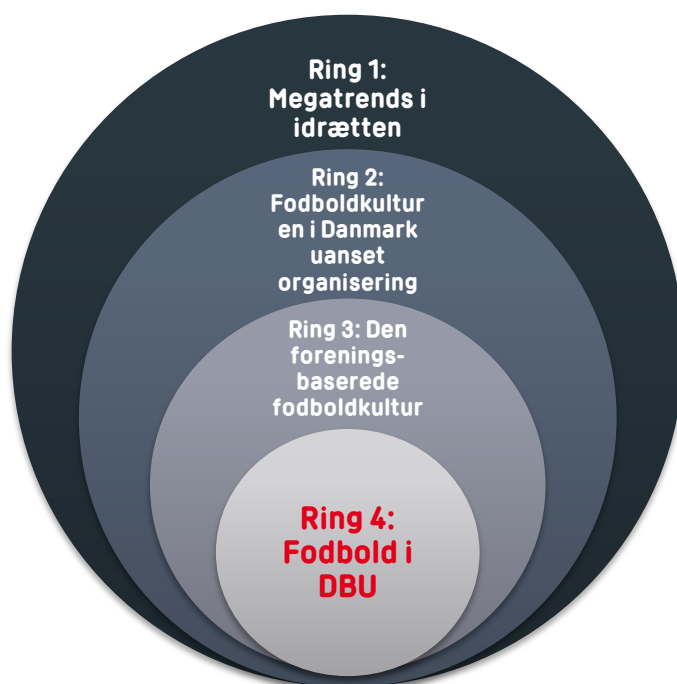 Ring 1:
Megatrends i
idrætten
Ring 2:
Fodboldkultur
en i Danmark
uanset
organisering
Ring 3: Den
forenings-
baserede
fodboldkultur
Ring 4:
Fodbold i
DBU